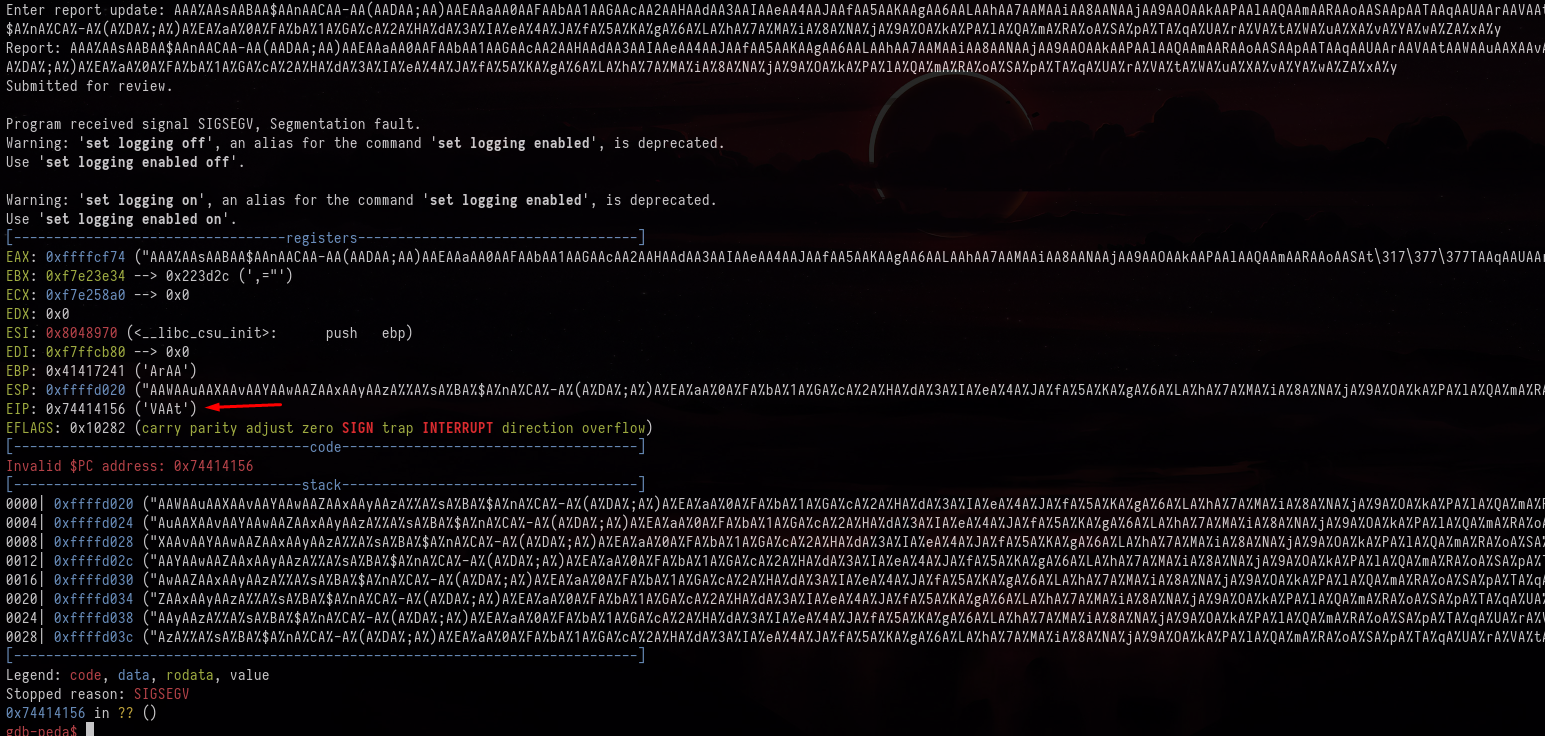 Enter report update: AAA%AAsAABAA$AAnAACAA-AA(AADAA;AA)AAEAAaAA0AAFAAbAA1AAGAAcAA2AAHAAdAA3AAIAAeAA4AAJAAfAA5AAKAAgAA6AALAAhAA7AAMAAiAA8AANAAjAA9AAOAAkAAPAAlAAQAAmAARAAoAASAApAATAAqAAUAArAAVAAt
$A%nA%CA%-A%(A%DA%;A%)A%EA%aA%0A%FA%bA%1A%GA%cA%2A%HA%dA%3A%IA%eA%4A%JA%fA%5A%KA%gA%6A%LA%hA%7A%MA%iA%8A%NA%jA%9A%OA%kA%PA%lA%QA%mA%RA%oA%SA%pA%TA%qA%UA%rA%VA%tA%WA%uA%XA%vA%YA%wA%ZA%xA%y
Report: AAA%AAsAABAA$AAnAACAA-AA(AADAA;AA)AAEAAaAA0AAFAAbAA1AAGAAcAA2AAHAAdAA3AAIAAeAA4AAJAAfAA5AAKAAgAA6AALAAhAA7AAMAAiAA8AANAAjAA9AAOAAkAAPAAlAAQAAmAARAAoAASAApAATAAqAAUAArAAVAAtAAWAAuAAXAAv
A%DA%;A%)A%EA%aA%0A%FA%bA%1A%GA%cA%2A%HA%dA%3A%IA%eA%4A%JA%fA%5A%KA%gA%6A%LA%hA%7A%MA%iA%8A%NA%jA%9A%OA%kA%PA%lA%QA%mA%RA%oA%SA%pA%TA%qA%UA%rA%VA%tA%WA%uA%XA%vA%YA%wA%ZA%xA%y
Submitted for review.
Program received signal SIGSEGV, Segmentation fault.
Warning: 'set logging off', an alias for the command 'set logging enabled', is deprecated.
Use 'set logging enabled off'.
Warning: 'set logging on', an alias for the command 'set logging enabled', is deprecated.
Use 'set logging enabled on'.
[----------------------------------registers-----------------------------------]
EAX: 0xffffcf74 ("AAA%AAsAABAA$AAnAACAA-AA(AADAA;AA)AAEAAaAA0AAFAAbAA1AAGAAcAA2AAHAAdAA3AAIAAeAA4AAJAAfAA5AAKAAgAA6AALAAhAA7AAMAAiAA8AANAAjAA9AAOAAkAAPAAlAAQAAmAARAAoAASAt\317\377\377TAAqAAUAAr
EBX: 0xf7e23e34 --> 0x223d2c (',="')
ECX: 0xf7e258a0 --> 0x0
EDX: 0x0
ESI: 0x8048970 (<__libc_csu_init>: push ebp)
EDI: 0xf7ffcb80 --> 0x0
EBP: 0x41417241 ('ArAA')
ESP: 0xffffd020 ("AAWAAuAAXAAvAAYAAwAAZAAxAAyAAzA%%A%sA%BA%$A%nA%CA%-A%(A%DA%;A%)A%EA%aA%0A%FA%bA%1A%GA%cA%2A%HA%dA%3A%IA%eA%4A%JA%fA%5A%KA%gA%6A%LA%hA%7A%MA%iA%8A%NA%jA%9A%OA%kA%PA%lA%QA%mA%RA
EIP: 0x74414156 ('VAAt')
EFLAGS: 0x10282 (carry parity adjust zero SIGN trap INTERRUPT direction overflow)
[-------------------------------------code-------------------------------------]
Invalid $PC address: 0x74414156
[------------------------------------stack-------------------------------------]
0000| 0xffffd020 ("AAWAAuAAXAAvAAYAAwAAZAAxAAyAAzA%%A%sA%BA%$A%nA%CA%-A%(A%DA%;A%)A%EA%aA%0A%FA%bA%1A%GA%cA%2A%HA%dA%3A%IA%eA%4A%JA%fA%5A%KA%gA%6A%LA%hA%7A%MA%iA%8A%NA%jA%9A%OA%kA%PA%lA%QA%mA%R
0004| 0xffffd024 ("AuAAXAAvAAYAAwAAZAAxAAyAAzA%%A%sA%BA%$A%nA%CA%-A%(A%DA%;A%)A%EA%aA%0A%FA%bA%1A%GA%cA%2A%HA%dA%3A%IA%eA%4A%JA%fA%5A%KA%gA%6A%LA%hA%7A%MA%iA%8A%NA%jA%9A%OA%kA%PA%lA%QA%mA%RA%o
0008| 0xffffd028 ("XAAvAAYAAwAAZAAxAAyAAzA%%A%sA%BA%$A%nA%CA%-A%(A%DA%;A%)A%EA%aA%0A%FA%bA%1A%GA%cA%2A%HA%dA%3A%IA%eA%4A%JA%fA%5A%KA%gA%6A%LA%hA%7A%MA%iA%8A%NA%jA%9A%OA%kA%PA%lA%QA%mA%RA%oA%SA
0012| 0xffffd02c ("AAYAAwAAZAAxAAyAAzA%%A%sA%BA%$A%nA%CA%-A%(A%DA%;A%)A%EA%aA%0A%FA%bA%1A%GA%cA%2A%HA%dA%3A%IA%eA%4A%JA%fA%5A%KA%gA%6A%LA%hA%7A%MA%iA%8A%NA%jA%9A%OA%kA%PA%lA%QA%mA%RA%oA%SA%pA%T
0016| 0xffffd030 ("AwAAZAAxAAyAAzA%%A%sA%BA%$A%nA%CA%-A%(A%DA%;A%)A%EA%aA%0A%FA%bA%1A%GA%cA%2A%HA%dA%3A%IA%eA%4A%JA%fA%5A%KA%gA%6A%LA%hA%7A%MA%iA%8A%NA%jA%9A%OA%kA%PA%lA%QA%mA%RA%oA%SA%pA%TA%q
0020| 0xffffd034 ("ZAAxAAyAAzA%%A%sA%BA%$A%nA%CA%-A%(A%DA%;A%)A%EA%aA%0A%FA%bA%1A%GA%cA%2A%HA%dA%3A%IA%eA%4A%JA%fA%5A%KA%gA%6A%LA%hA%7A%MA%iA%8A%NA%jA%9A%OA%kA%PA%lA%QA%mA%RA%oA%SA%pA%TA%qA%UA
0024| 0xffffd038 ("AAyAAzA%%A%sA%BA%$A%nA%CA%-A%(A%DA%;A%)A%EA%aA%0A%FA%bA%1A%GA%cA%2A%HA%dA%3A%IA%eA%4A%JA%fA%5A%KA%gA%6A%LA%hA%7A%MA%iA%8A%NA%jA%9A%OA%kA%PA%lA%QA%mA%RA%oA%SA%pA%TA%qA%UA%rA%V
0028| 0xffffd03c ("AzA%%A%sA%BA%$A%nA%CA%-A%(A%DA%;A%)A%EA%aA%0A%FA%bA%1A%GA%cA%2A%HA%dA%3A%IA%eA%4A%JA%fA%5A%KA%gA%6A%LA%hA%7A%MA%iA%8A%NA%jA%9A%OA%kA%PA%lA%QA%mA%RA%oA%SA%pA%TA%qA%UA%rA%VA%t
[------------------------------------------------------------------------------]
Legend: code, data, rodata, value
Stopped reason: SIGSEGV
0x74414156 in ?? ()
gdb-peda$